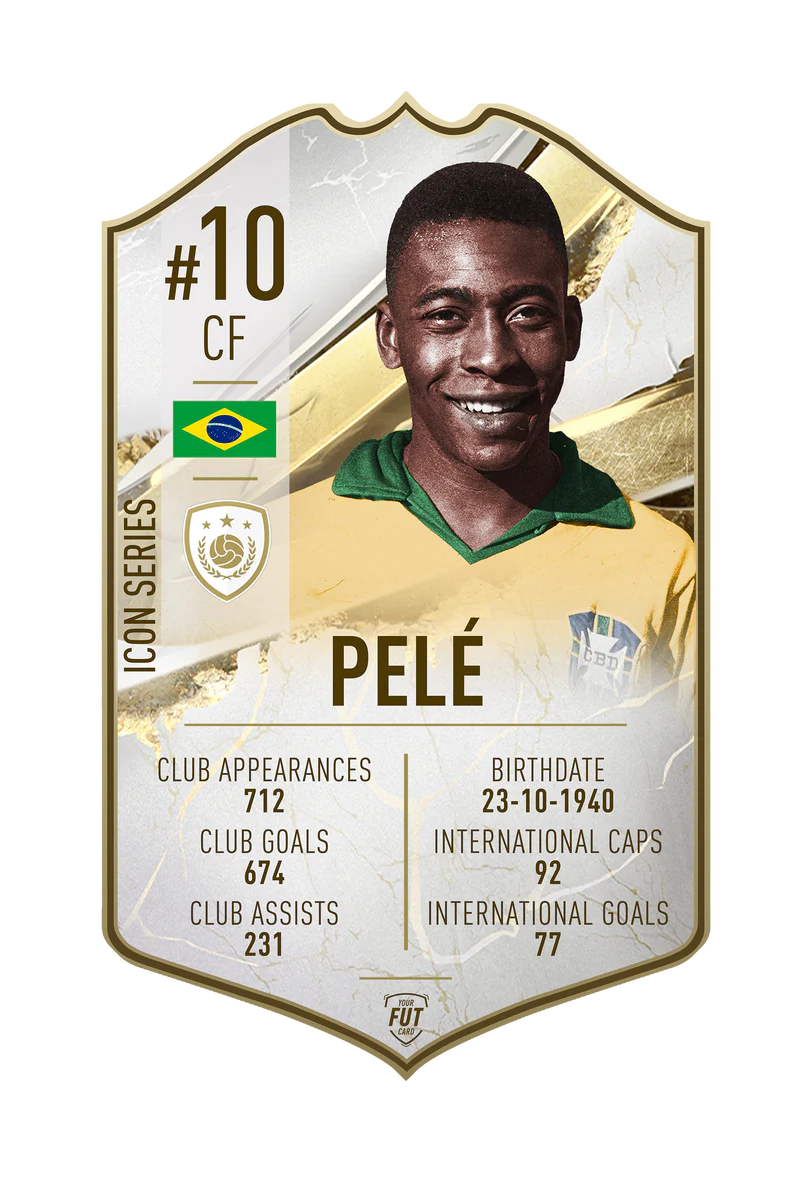 #10
CF
ICON SERIES
CBD
PELÉ
CLUB APPEARANCES
712
CLUB GOALS
674
CLUB ASSISTS
231
BIRTHDATE
23-10-1940
INTERNATIONAL CAPS
92
INTERNATIONAL GOALS
77
YOUR
FUT
CARD